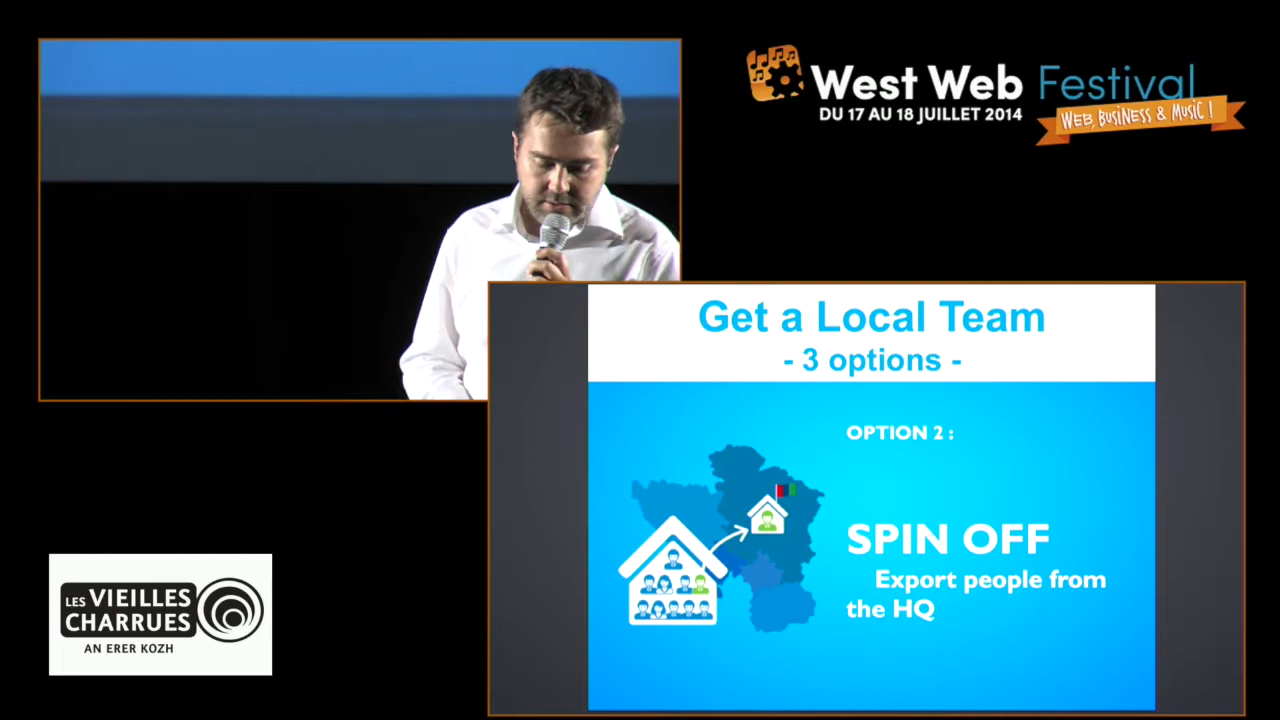 West Web Festival
DU 17 AU 18 JUILLET 2014
WEB, BUSINESS & MUSIC !
Get a Local Team
- 3 options -
OPTION 2 :
SPIN OFF
Export people from
the HQ
LES VIEILLES
CHARRUES
AN ERER KOZH